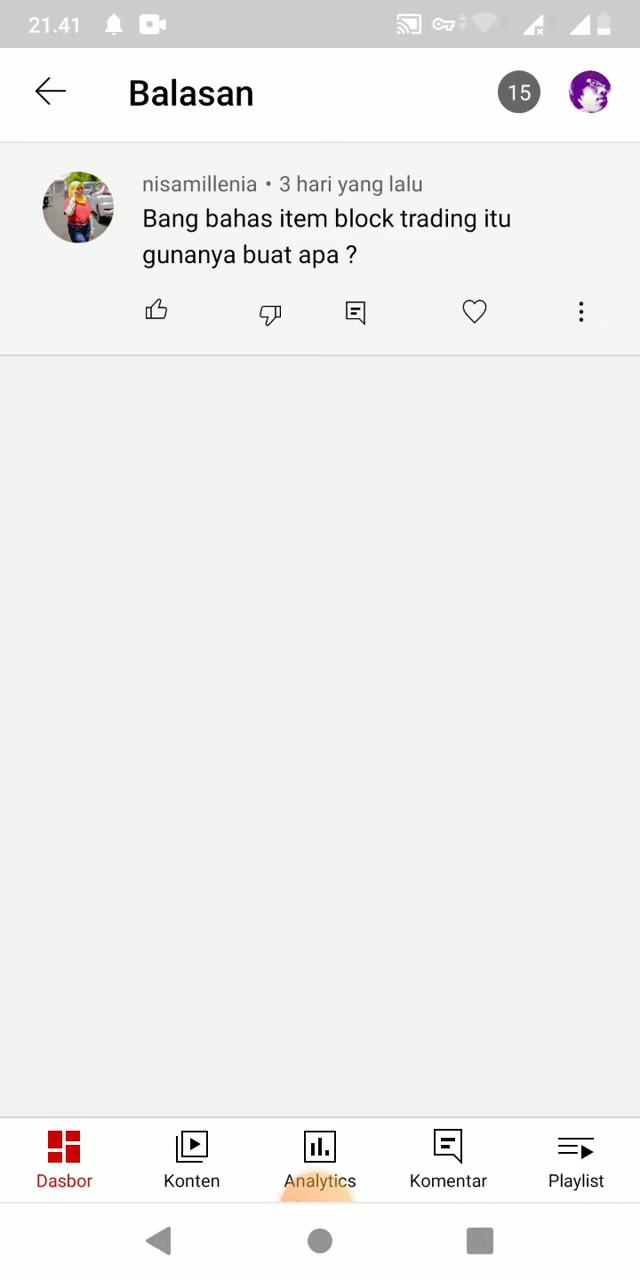 21.41
Balasan
15
nisamillenia • 3 hari yang lalu
Bang bahas item block trading itu
gunanya buat apa ?
Dasbor
Konten
Analytics
Komentar
Playlist